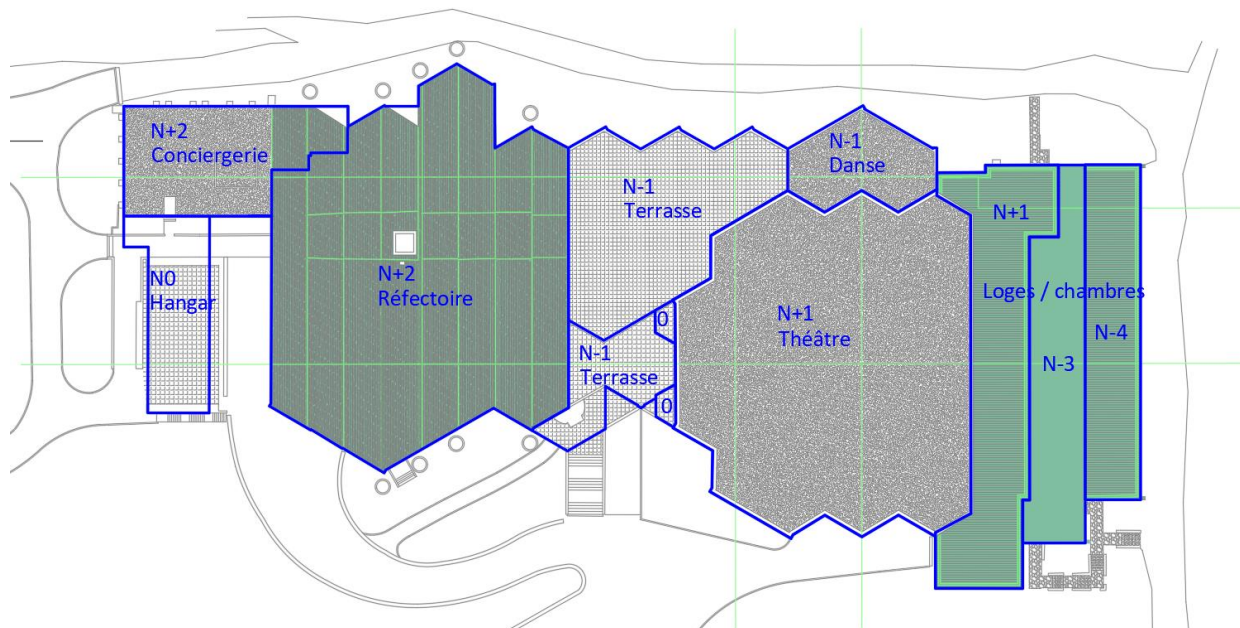 N+2
Conciergerie
N0
Hangar
N+2
Réfectoire
N-1
Terrasse
N-1
Terrasse
0
0
N-1
Danse
N+1
Théâtre
N+1
Loges / chambres
N-3
N-4